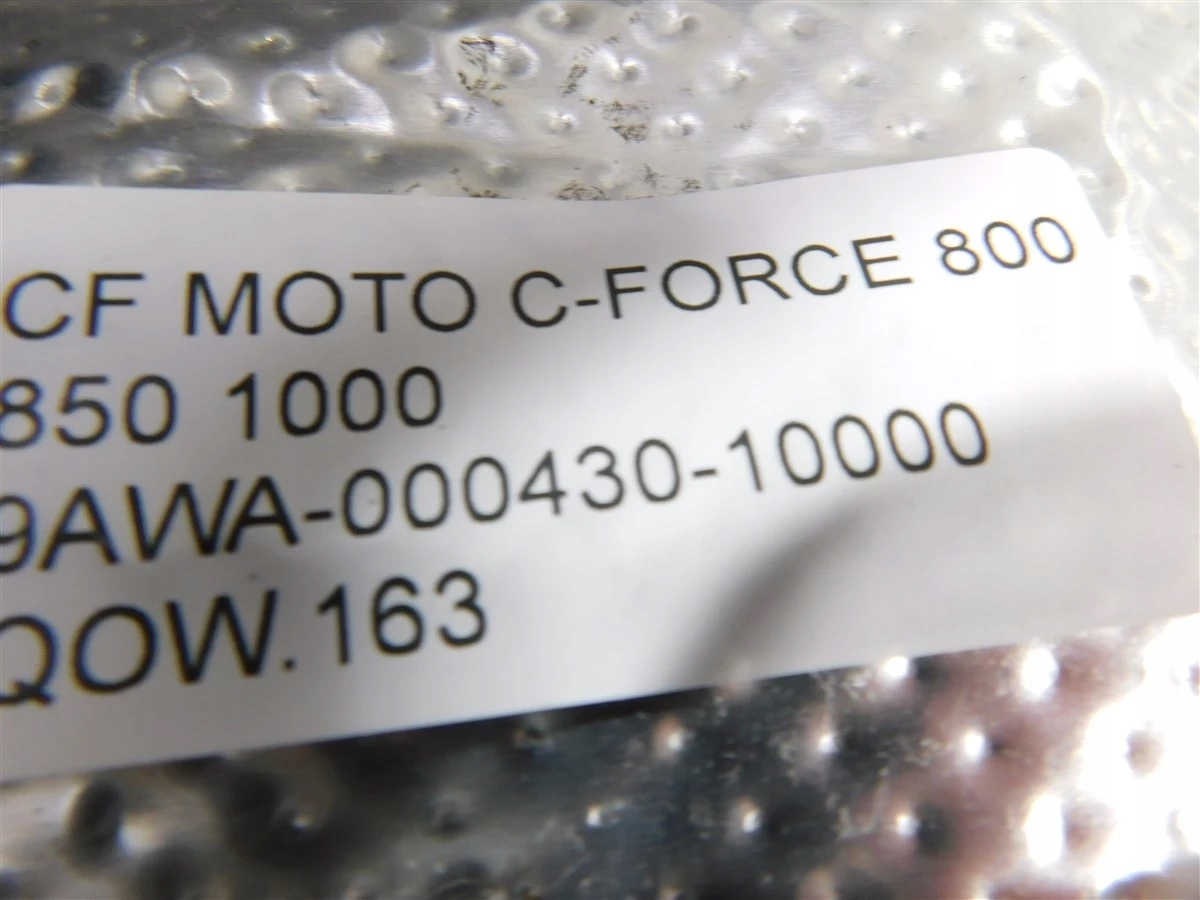 CF MOTO C-FORCE 800
850 1000
9AWA-000430-10000
QOW.163